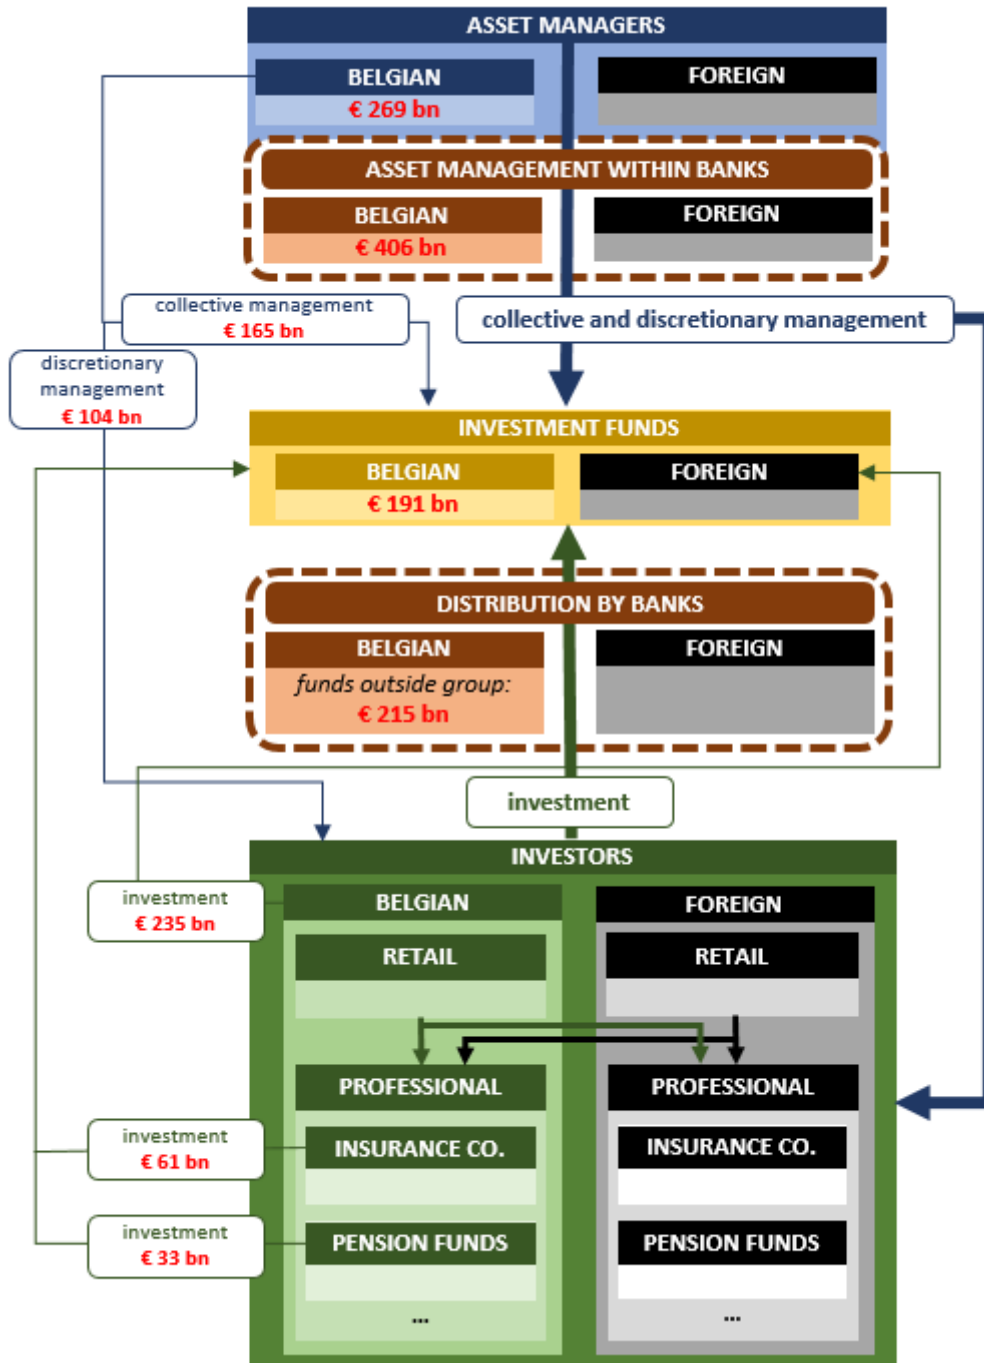 ASSET MANAGERS
BELGIAN
€ 269 bn
FOREIGN
ASSET MANAGEMENT WITHIN BANKS
BELGIAN
€ 406 bn
FOREIGN
collective management
€ 165 bn
collective and discretionary management
discretionary
management
€ 104 bn
INVESTMENT FUNDS
BELGIAN
€ 191 bn
FOREIGN
DISTRIBUTION BY BANKS
BELGIAN
funds outside group:
€ 215 bn
FOREIGN
investment
INVESTORS
investment
€ 235 bn
BELGIAN
FOREIGN
RETAIL
RETAIL
PROFESSIONAL
PROFESSIONAL
investment
€ 61 bn
INSURANCE CO.
INSURANCE CO.
investment
€ 33 bn
PENSION FUNDS
PENSION FUNDS
...
...